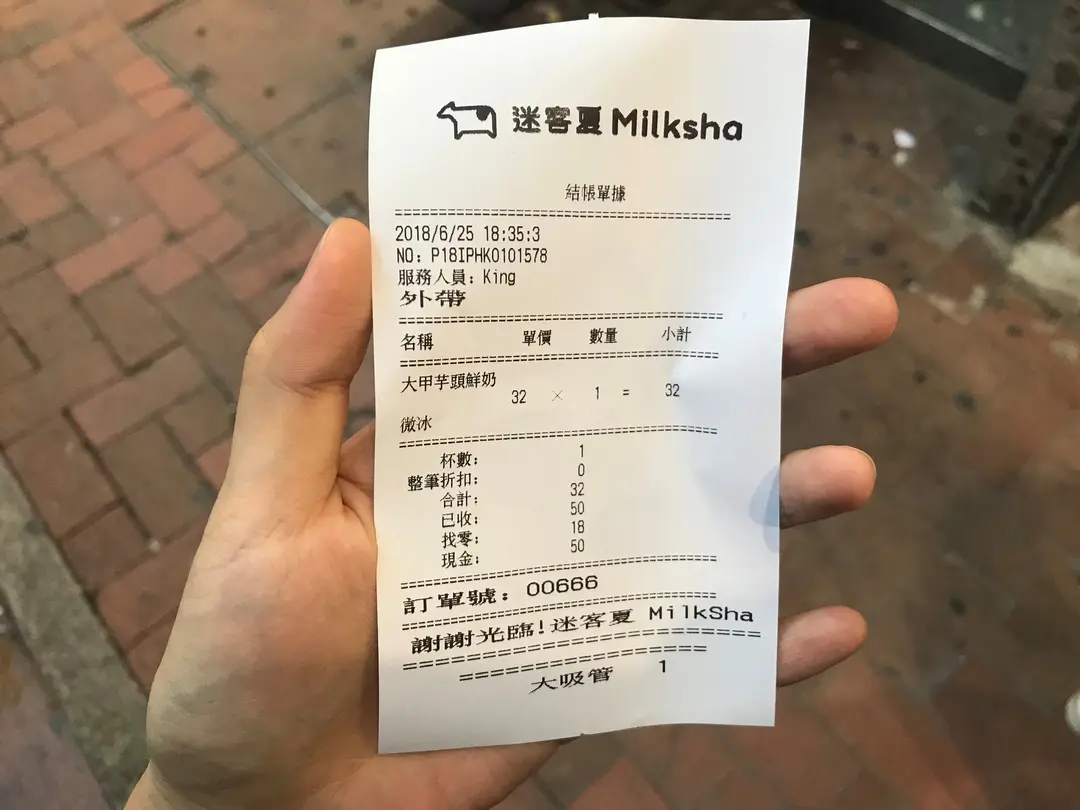 迷客夏 Milksha
結帳單據
2018/6/25 18:35:3
NO: P18IPHK0101578
服務人員: King
外帶
名稱 單價 數量 小計
大甲芋頭鮮奶
32 × 1 = 32
微冰
杯數: 1
整筆折扣: 0
合計: 32
已收: 50
找零: 18
現金: 50
訂單號: 00666
謝謝光臨!迷客夏 MilkSha
大吸管 1